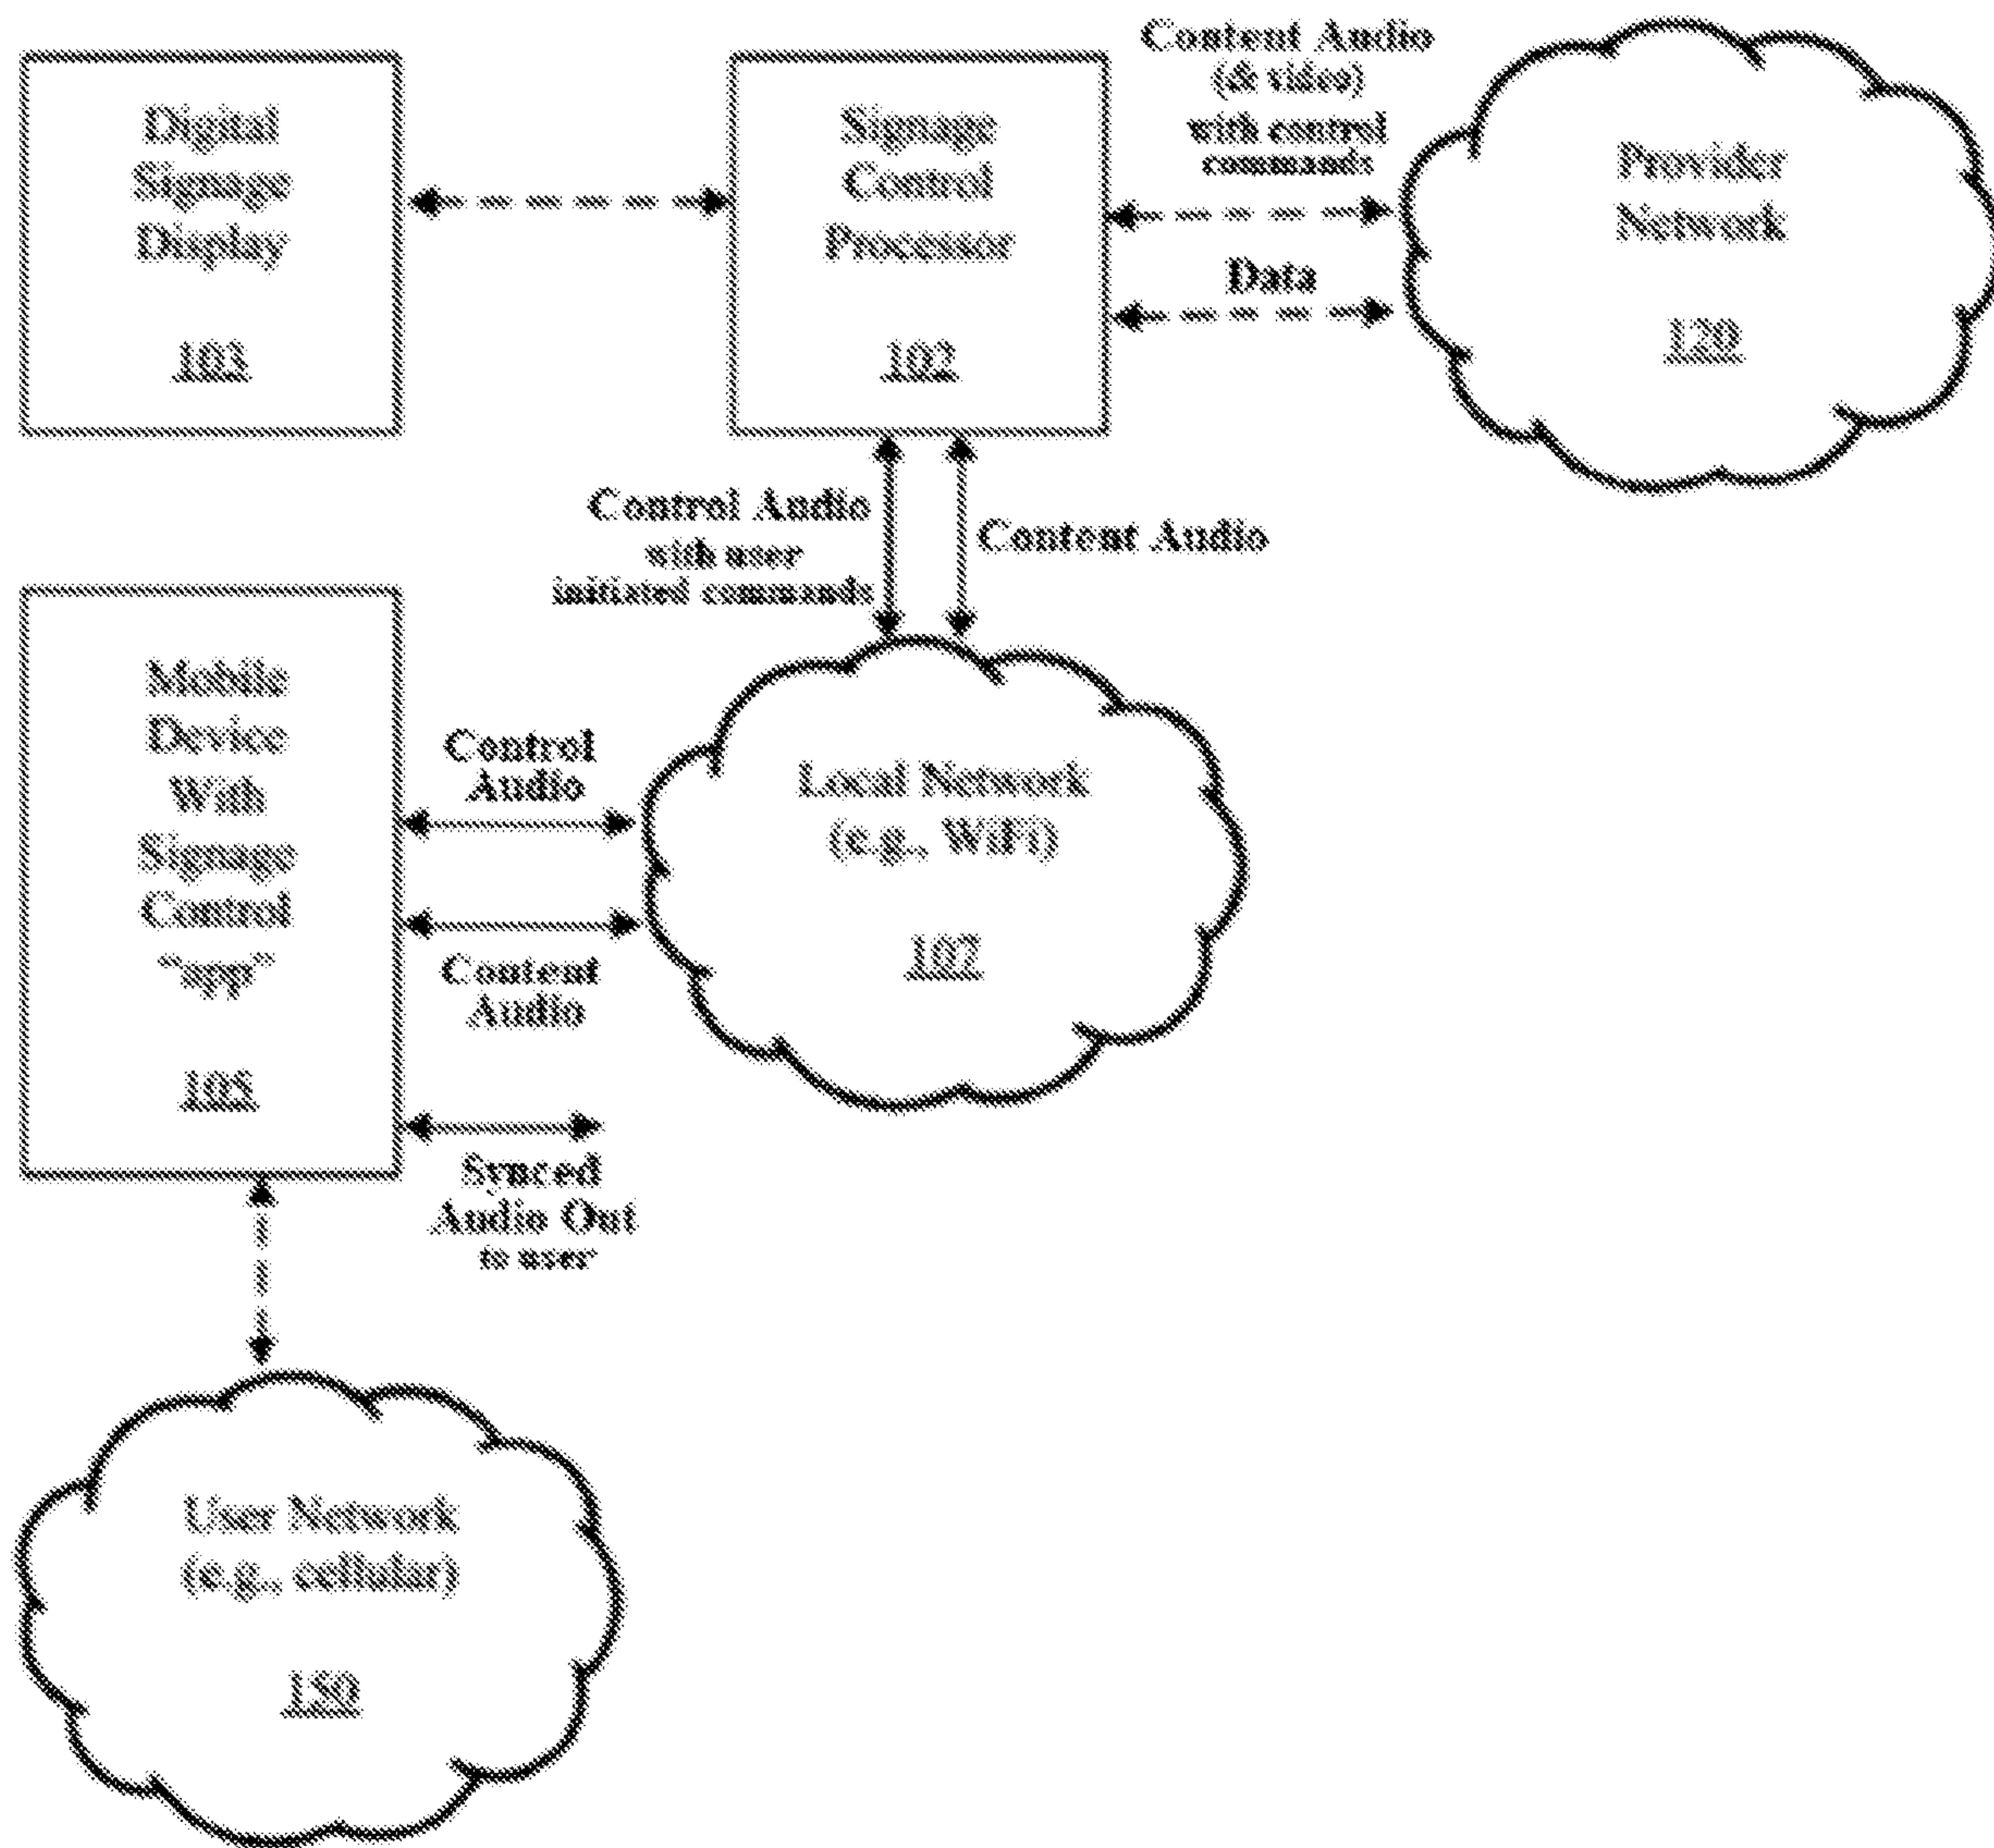 Digital
Signage
Display
103
Signage
Control
Processor
102
Content Audio
(& video)
with control
commands
Data
Provider
Network
120
Control Audio
with user
initiated commands
Content Audio
Mobile
Device
With
Signage
Control
“app”
105
Control
Audio
Content
Audio
Synced
Audio Out
to user
Local Network
(e.g., WiFi)
107
User Network
(e.g., cellular)
150